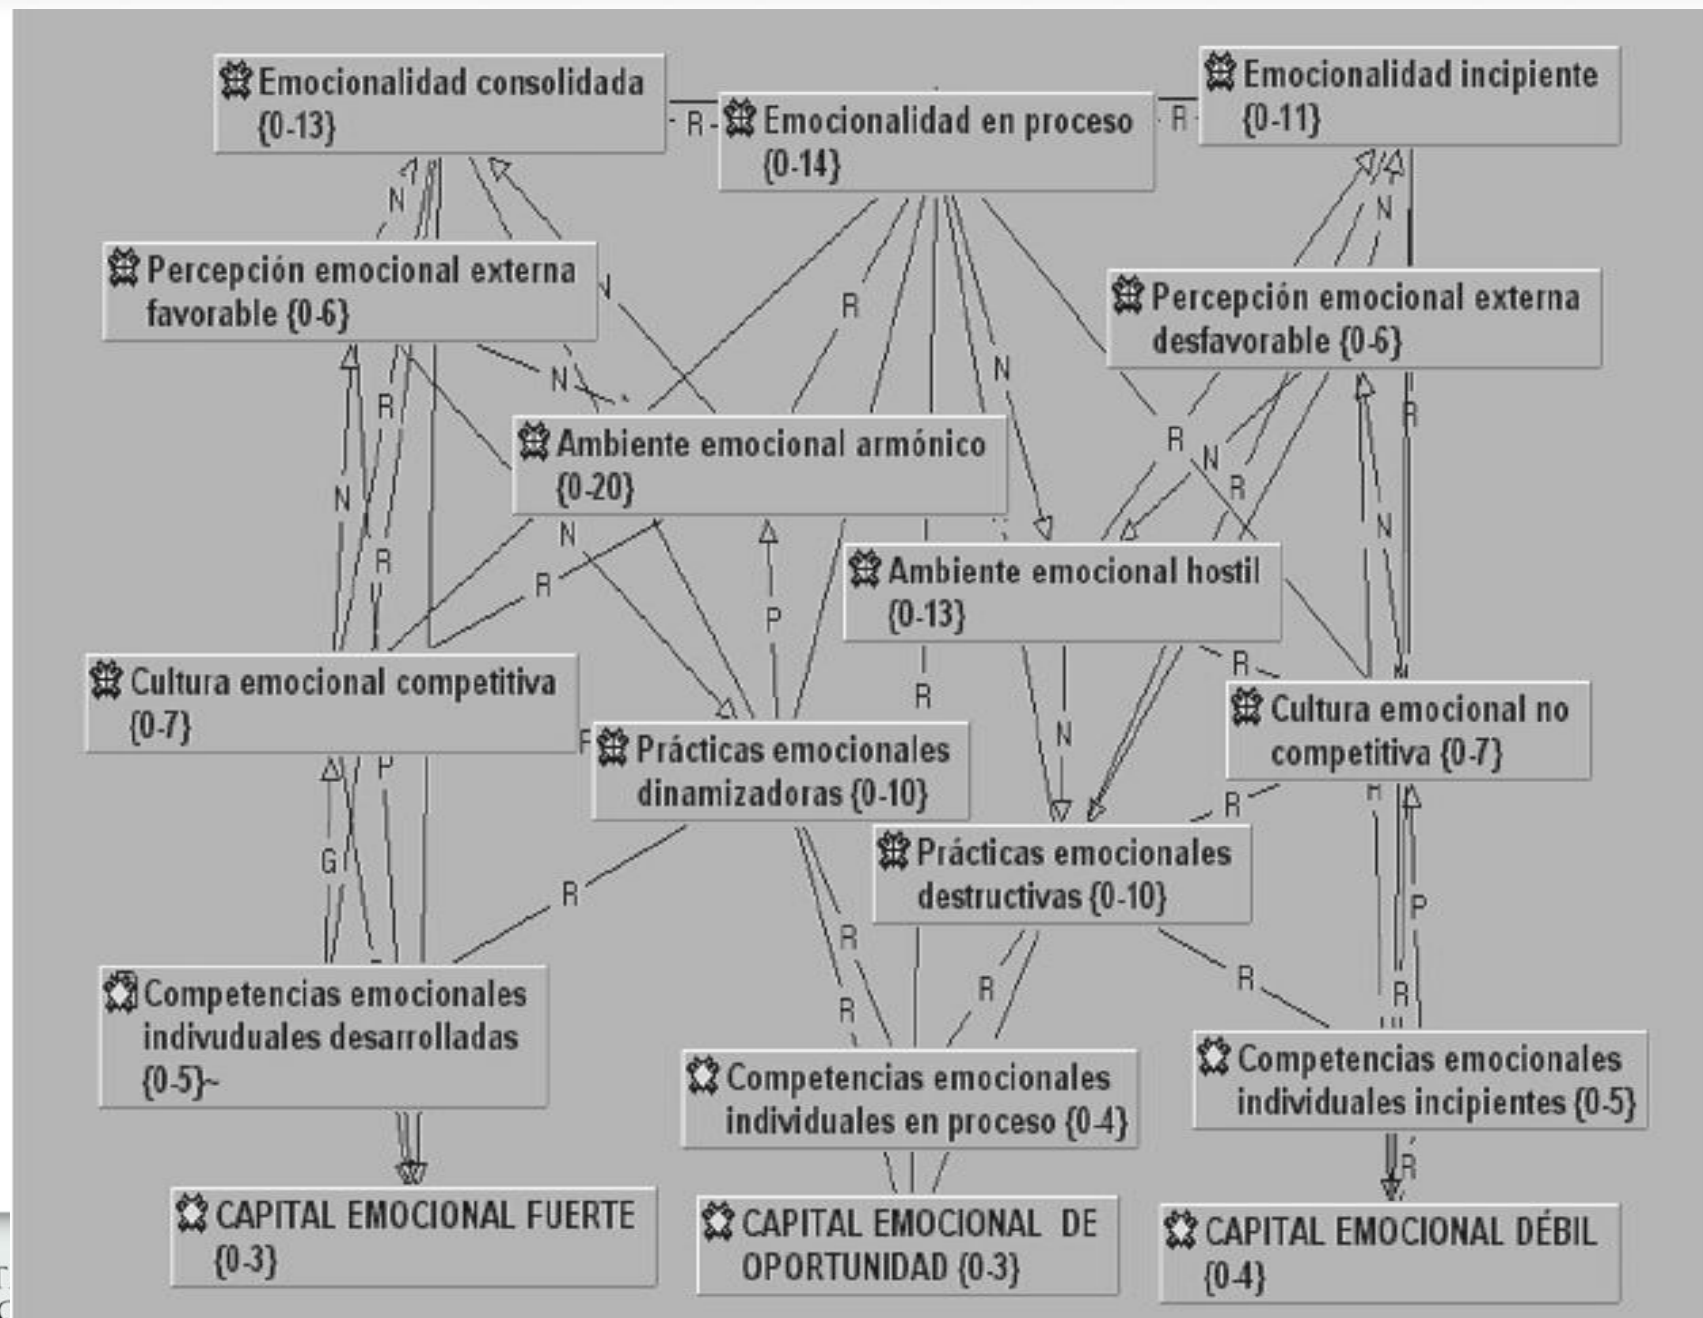 Emocionalidad consolidada
{0-13}
Emocionalidad en proceso
{0-14}
Emocionalidad incipiente
{0-11}
R
R
N
N
Percepción emocional externa
favorable {0-6}
N
R
Percepción emocional externa
desfavorable {0-6}
N
N
R
R
Ambiente emocional armónico
{0-20}
R
N
R
N
N
N
R
R
Ambiente emocional hostil
{0-13}
P
R
R
Cultura emocional competitiva
{0-7}
N
Cultura emocional no
competitiva {0-7}
Prácticas emocionales
dinamizadoras {0-10}
P
R
G
R
Prácticas emocionales
destructivas {0-10}
P
R
R
R
R
R
Competencias emocionales
indivuduales desarrolladas
{0-5}~
Competencias emocionales
individuales en proceso {0-4}
Competencias emocionales
individuales incipientes {0-5}
R
CAPITAL EMOCIONAL FUERTE
{0-3}
CAPITAL EMOCIONAL DE
OPORTUNIDAD {0-3}
CAPITAL EMOCIONAL DÉBIL
{0-4}